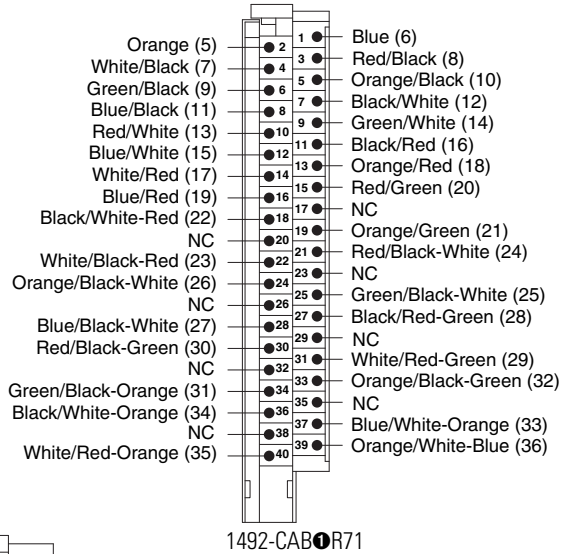 Orange (5) 2 1 Blue (6)
White/Black (7) 4 3 Red/Black (8)
Green/Black (9) 6 5 Orange/Black (10)
Blue/Black (11) 8 7 Black/White (12)
Red/White (13) 10 9 Green/White (14)
Blue/White (15) 12 11 Black/Red (16)
White/Red (17) 14 13 Orange/Red (18)
Blue/Red (19) 16 15 Red/Green (20)
Black/White-Red (22) 18 17 NC
NC 20 19 Orange/Green (21)
White/Black-Red (23) 22 21 Red/Black-White (24)
Orange/Black-White (26) 24 23 NC
NC 26 25 Green/Black-White (25)
Blue/Black-White (27) 28 27 Black/Red-Green (28)
Red/Black-Green (30) 30 29 NC
NC 32 31 White/Red-Green (29)
Green/Black-Orange (31) 34 33 Orange/Black-Green (32)
Black/White-Orange (34) 36 35 NC
NC 38 37 Blue/White-Orange (33)
White/Red-Orange (35) 40 39 Orange/White-Blue (36)
1492-CAB❶R71